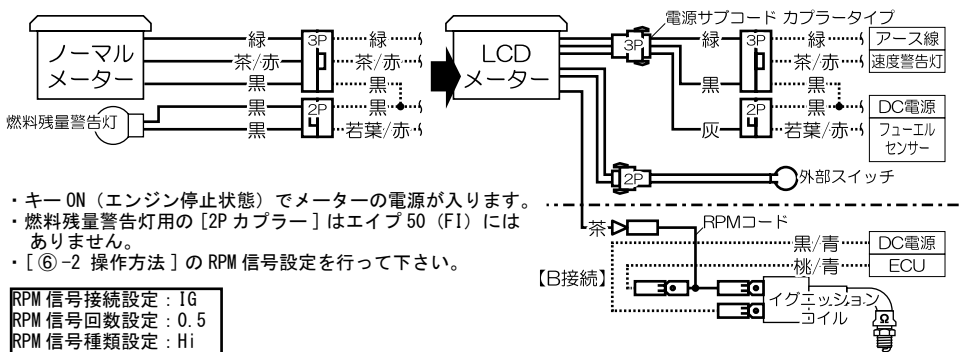 ノーマル
メーター
緑
茶/赤
黒
3P
緑
茶/赤
黒
燃料残量警告灯
黒
黒
2P
黒
若葉/赤
LCD
メーター
電源サブコード カプラータイプ
3P
緑
黒
灰
3P
緑
茶/赤
黒
2P
黒
若葉/赤
アース線
速度警告灯
DC電源
フューエル
センサー
2P
外部スイッチ
・キーON（エンジン停止状態）でメーターの電源が入ります。
・燃料残量警告灯用の［2Pカプラー］はエイプ50（FI）には
ありません。
・［⑥-2 操作方法］のRPM信号設定を行って下さい。
RPM信号接続設定：IG
RPM信号回数設定：0.5
RPM信号種類設定：Hi
茶
RPMコード
【B接続】
黒/青
桃/青
DC電源
ECU
イグニッション
コイル
Ω